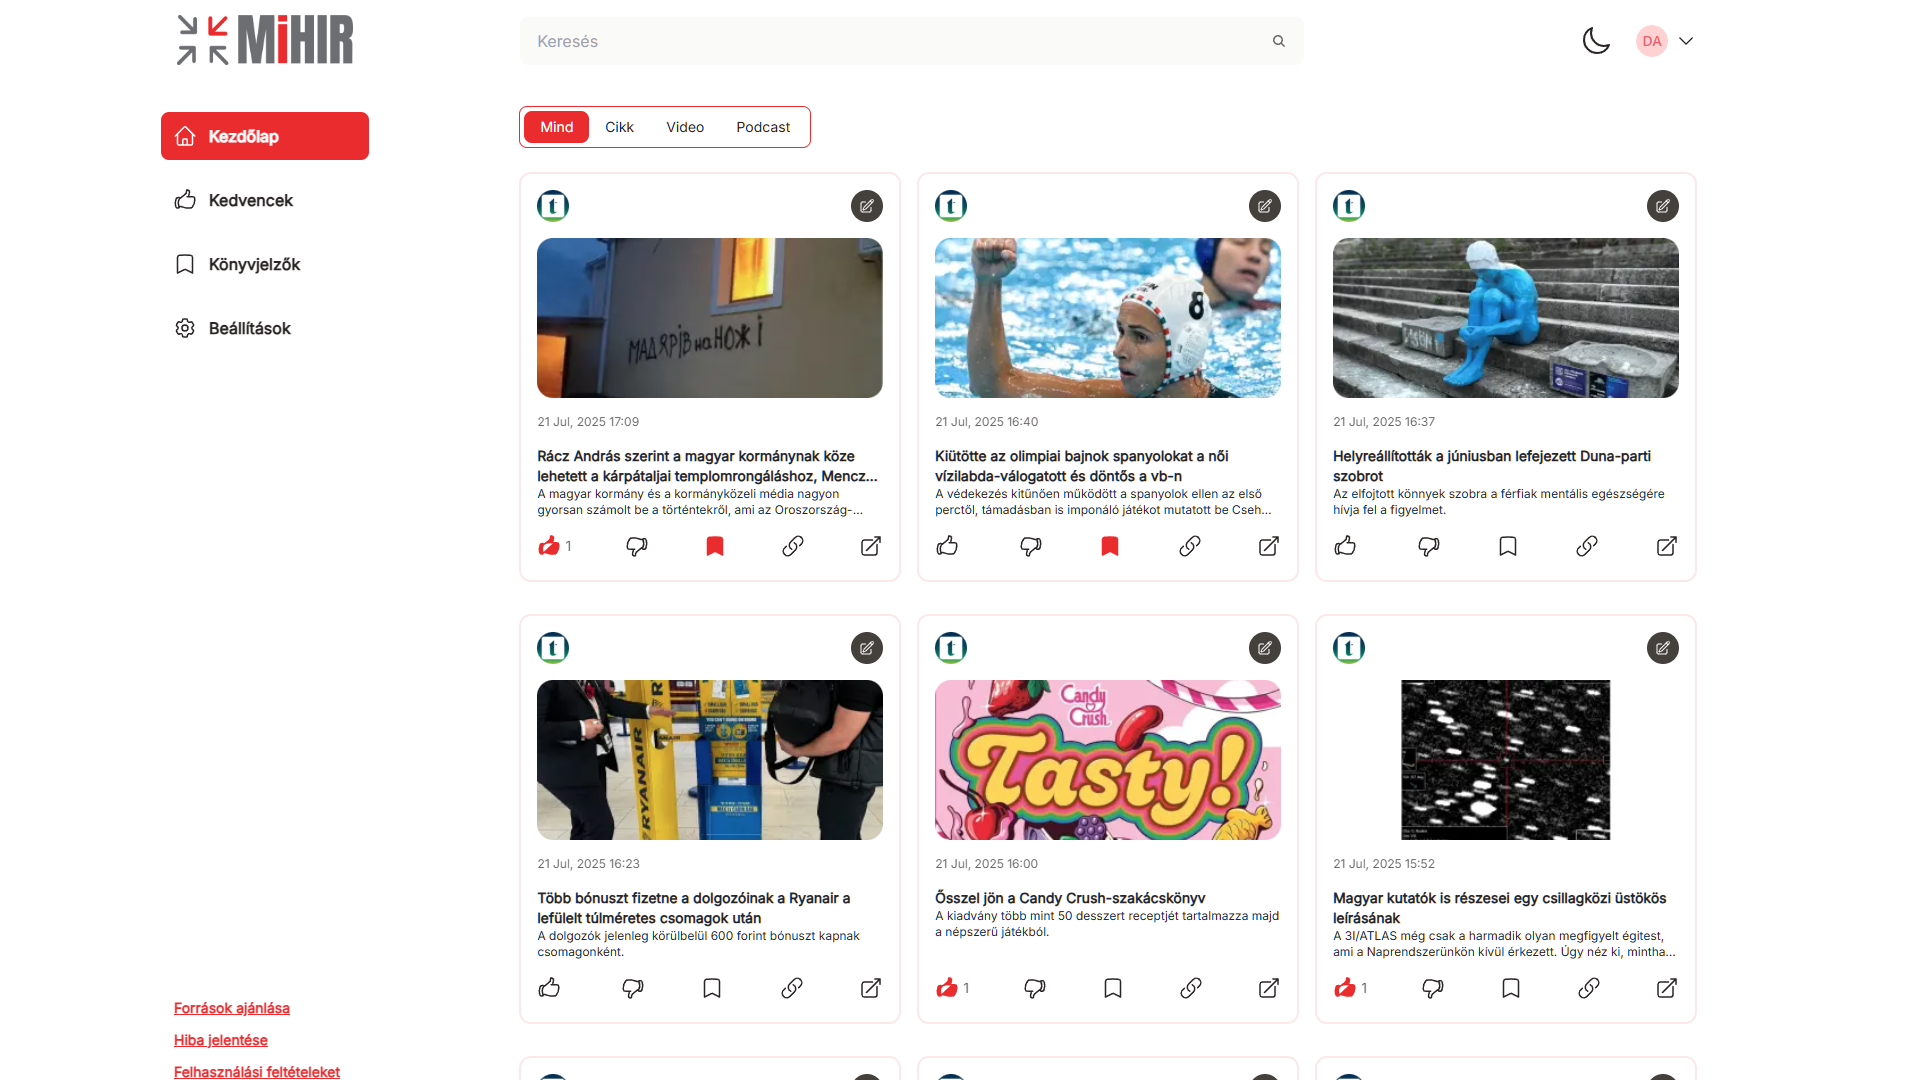 MiHIR
Keresés
DA
Kezdőlap
Kedvencek
Könyvjelzők
Beállítások
Források ajánlása
Hiba jelentése
Felhasználási feltételeket
Mind
Cikk
Video
Podcast
t
МАДЯРІВ на НОЖІ
21 Jul, 2025 17:09
Rácz András szerint a magyar kormánynak köze
lehetett a kárpátaljai templomrongáláshoz, Mencz...
A magyar kormány és a kormányközeli média nagyon
gyorsan számolt be a történtekről, ami az Oroszország-...
1
t
8
21 Jul, 2025 16:40
Kiütötte az olimpiai bajnok spanyolokat a női
vízilabda-válogatott és döntős a vb-n
A védekezés kitűnően működött a spanyolok ellen az első
perctől, támadásban is imponáló játékot mutatott be Cseh...
t
21 Jul, 2025 16:37
Helyreállították a júniusban lefejezett Duna-parti
szobrot
Az elfojtott könnyek szobra a férfiak mentális egészségére
hívja fel a figyelmet.
t
RYANAIR
21 Jul, 2025 16:23
Több bónuszt fizetne a dolgozóinak a Ryanair a
lefülelt túlméretes csomagok után
A dolgozók jelenleg körülbelül 600 forint bónuszt kapnak
csomagonként.
t
Candy
Crush
Tasty!
21 Jul, 2025 16:00
Ősszel jön a Candy Crush-szakácskönyv
A kiadvány több mint 50 dessert receptjét tartalmazza majd
a népszerű játékból.
1
t
21 Jul, 2025 15:52
Magyar kutatók is részesei egy csillagközi üstökös
leírásának
A 3I/ATLAS még csak a harmadik olyan megfigyelt égitest,
ami a Naprendszerünkön kívül érkezett. Úgy néz ki, mintha...
1